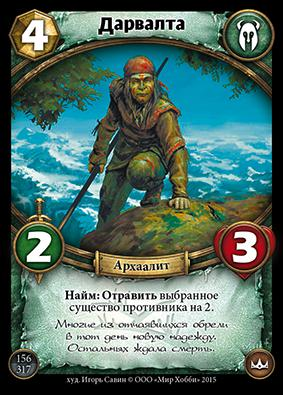 4
Дарвалта
2
Архаалит
3
Найм: Отравить выбранное
существо противника на 2.
Многие из отчаявшихся обрели
в тот день новую надежду.
Остальных ждала смерть.
156
317
худ. Игорь Савин © ООО «Мир Хобби» 2015